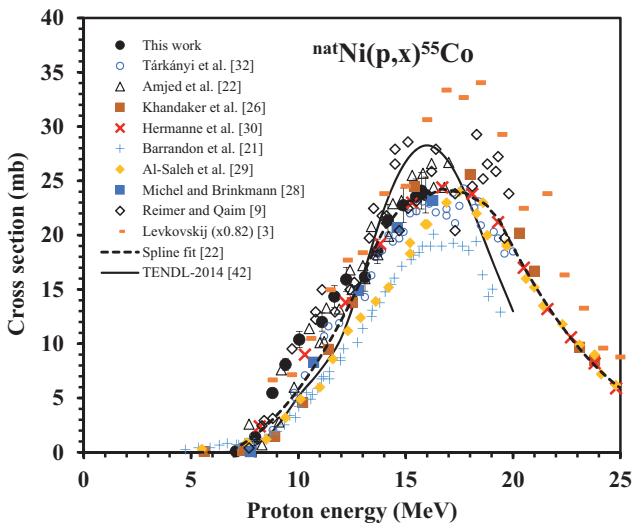 natNi(p,x)55Co
This work
Tárkányi et al. [32]
Amjed et al. [22]
Khandaker et al. [26]
Hermanne et al. [30]
Barrandon et al. [21]
Al-Saleh et al. [29]
Michel and Brinkmann [28]
Reimer and Qaim [9]
Levkovskij (x0.82) [3]
Spline fit [22]
TENDL-2014 [42]
Cross section (mb)
40
35
30
25
20
15
10
5
0
0 5 10 15 20 25
Proton energy (MeV)